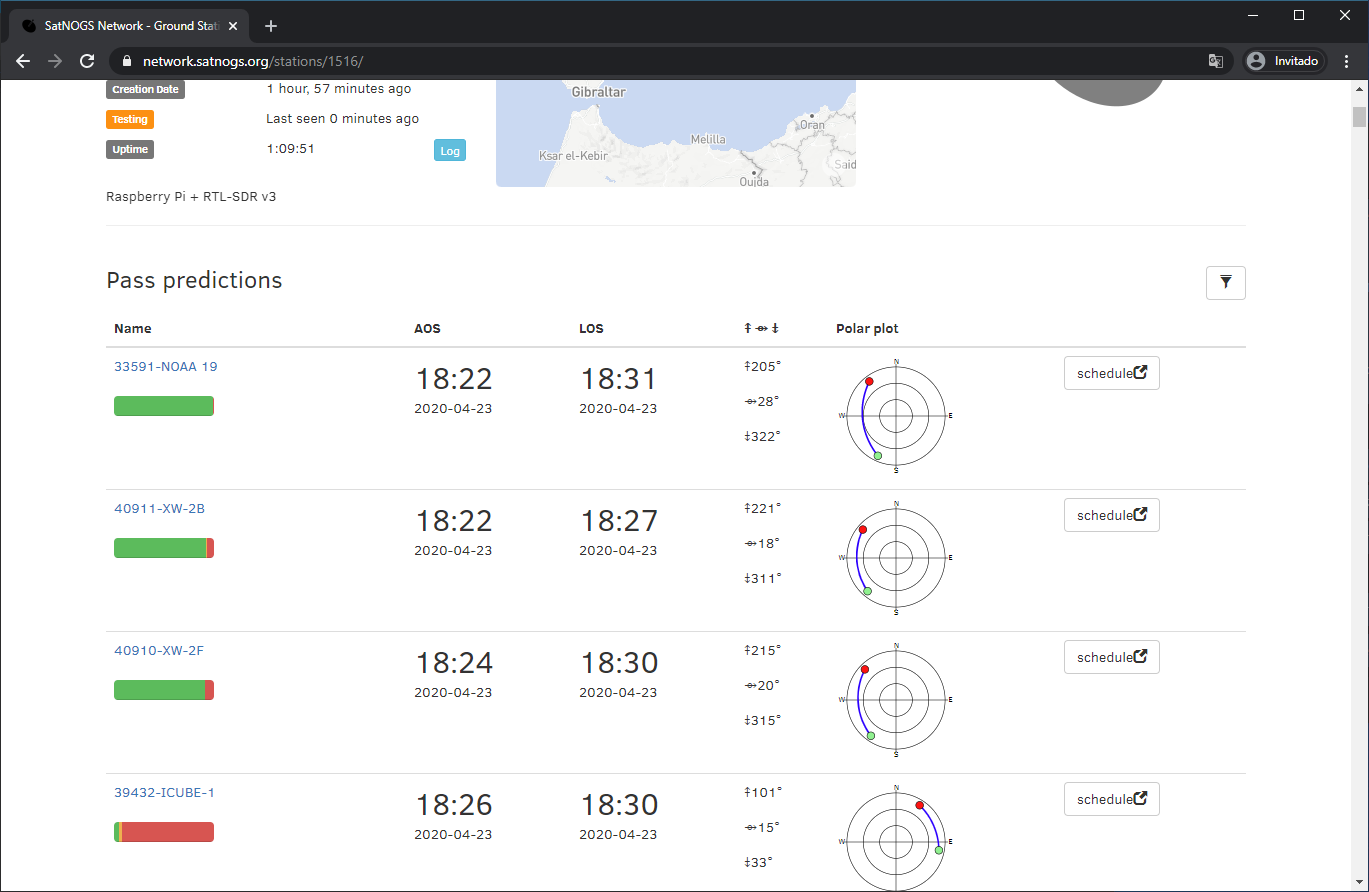 SatNOGS Network - Ground Stati
network.satnogs.org/stations/1516/
Invitado
Creation Date 1 hour, 57 minutes ago
Testing Last seen 0 minutes ago
Uptime 1:09:51 Log
Gibraltar
Oran
Melilla
Ksar el-Kebir
Said
Oujda
Raspberry Pi + RTL-SDR v3
Pass predictions
Name AOS LOS Polar plot
33591-NOAA 19 18:22 2020-04-23 18:31 2020-04-23 205° 28° 322° N W E S schedule
40911-XW-2B 18:22 2020-04-23 18:27 2020-04-23 221° 18° 311° N W E S schedule
40910-XW-2F 18:24 2020-04-23 18:30 2020-04-23 215° 20° 315° N W E S schedule
39432-ICUBE-1 18:26 2020-04-23 18:30 2020-04-23 101° 15° 33° N W E schedule